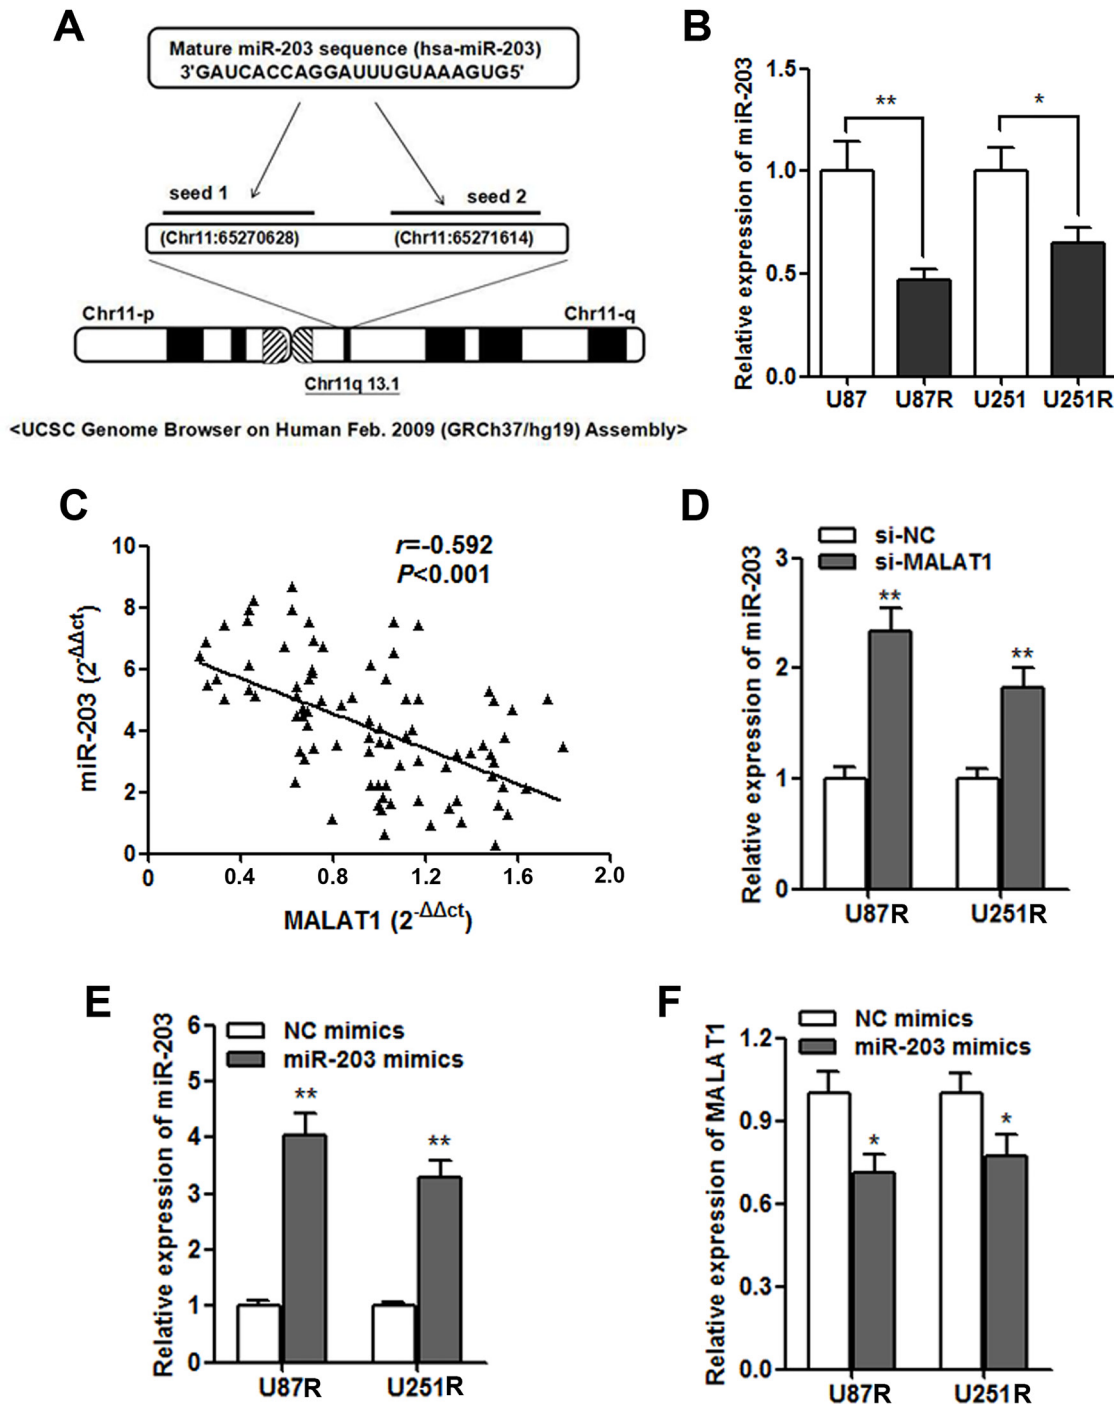 A
Mature miR-203 sequence (hsa-miR-203)
3'GAUCACCAGGAUUUGUAAAGUG5'
seed 1
seed 2
(Chr11:65270628)
(Chr11:65271614)
Chr11-p
Chr11-q
Chr11q 13.1
<UCSC Genome Browser on Human Feb. 2009 (GRCh37/hg19) Assembly>
B
Relative expression of miR-203
1.5
1.0
0.5
0.0
**
*
U87
U87R
U251
U251R
C
miR-203 (2-ΔΔct)
10
8
6
4
2
0
r=-0.592
P<0.001
0
0.4
0.8
1.2
1.6
2.0
MALAT1 (2-ΔΔct)
D
si-NC
si-MALAT1
Relative expression of miR-203
3
2
1
0
**
**
U87R
U251R
E
NC mimics
miR-203 mimics
Relative expression of miR-203
6
5
4
3
2
1
0
**
**
U87R
U251R
F
NC mimics
miR-203 mimics
Relative expression of MALAT1
1.2
0.9
0.6
0.3
0.0
*
*
U87R
U251R